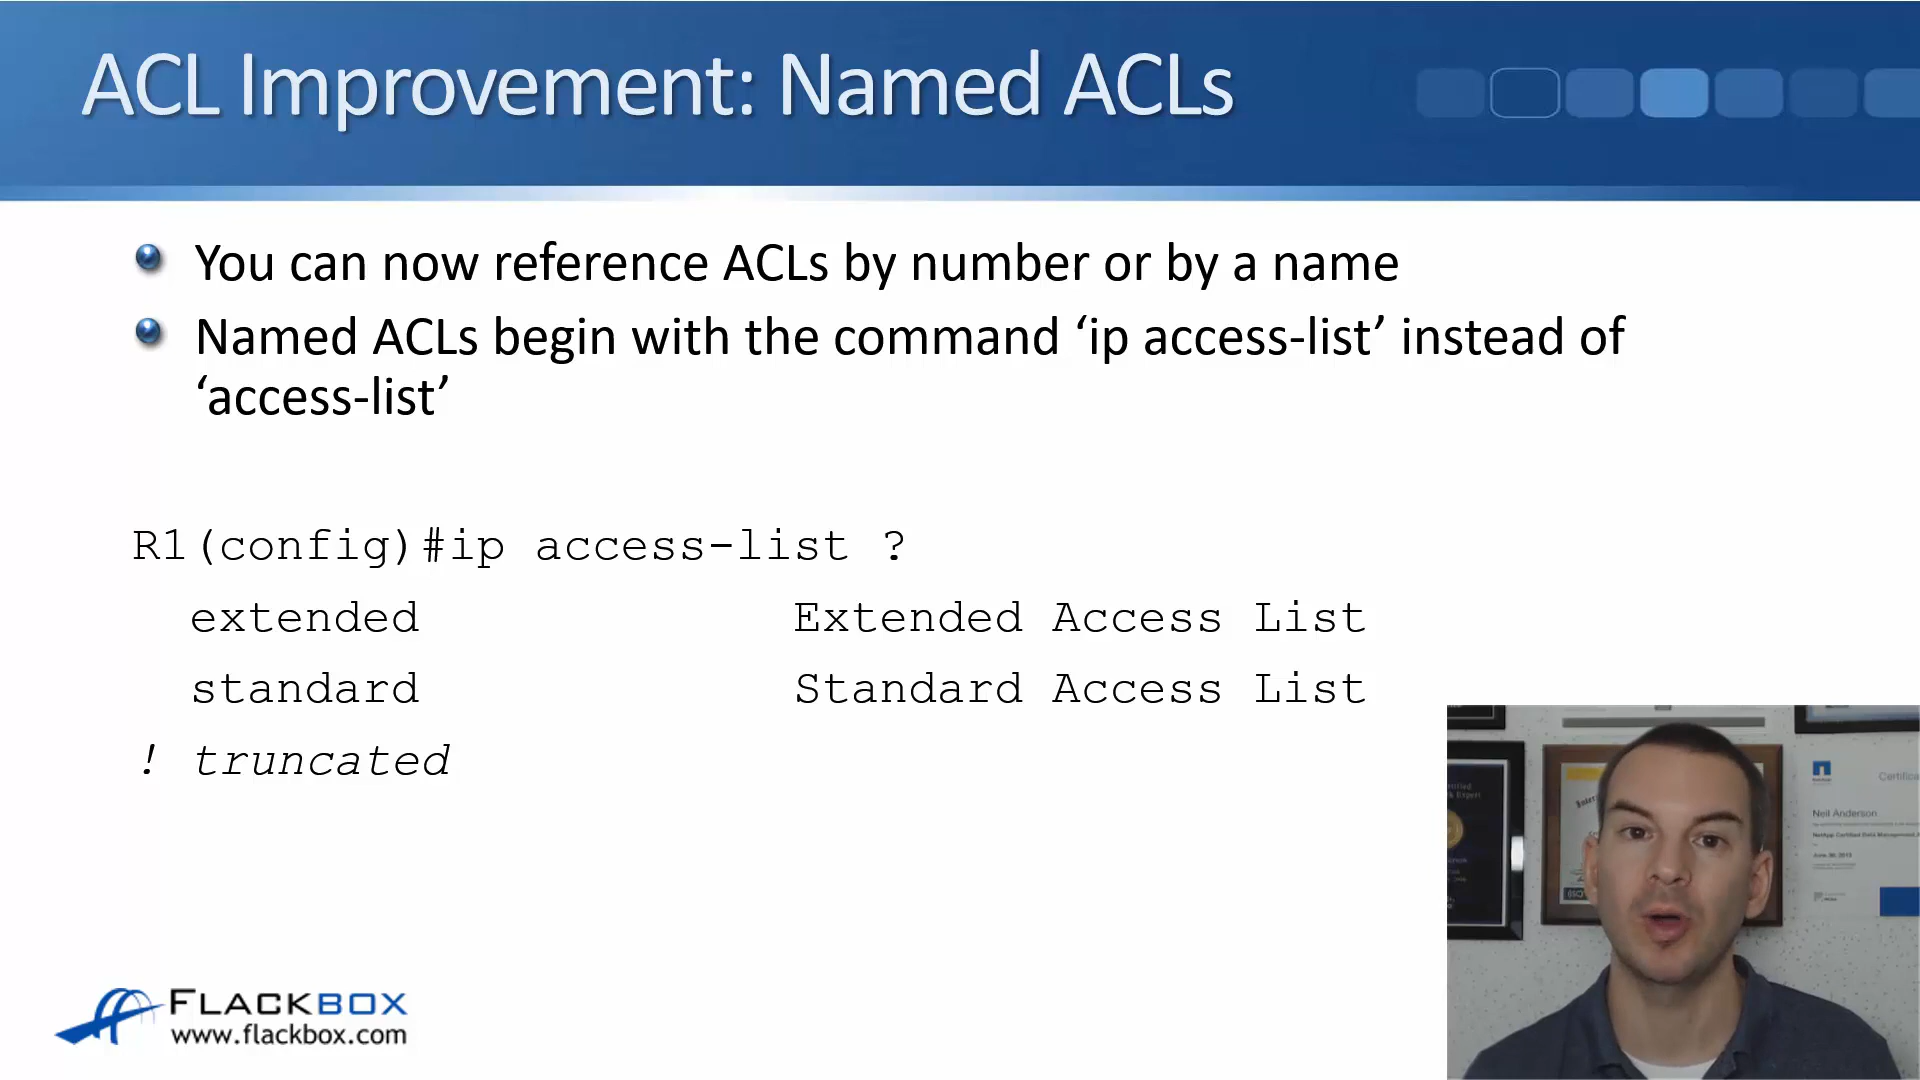 ACL Improvement: Named ACLs
You can now reference ACLs by number or by a name
Named ACLs begin with the command ‘ip access-list’ instead of
‘access-list’
R1(config)#ip access-list ?
extended Extended Access List
standard Standard Access List
! truncated
FLACKBOX
www.flackbox.com
Neil Anderson